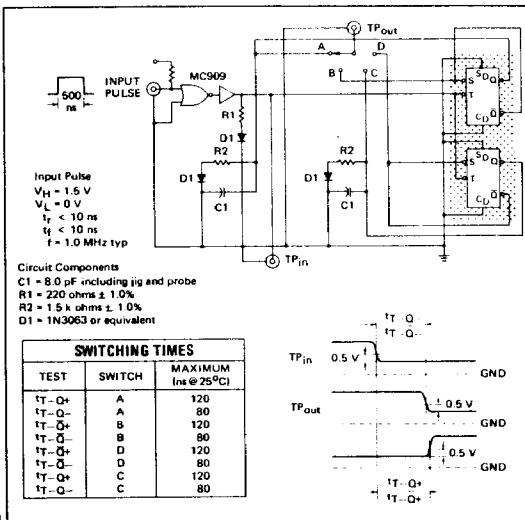 TPout
A
D
MC909
INPUT
PULSE
500
ns
B
C
S SD Q
T
CD Q̅
R1
D1
R2
R2
D1
D1
C1
C1
S SD Q
T
CD Q̅
TPin
Input Pulse
VH = 1.5 V
VL = 0 V
tr < 10 ns
tf < 10 ns
f = 1.0 MHz typ
Circuit Components
C1 = 8.0 pF including jig and probe
R1 = 220 ohms ± 1.0%
R2 = 1.5 k ohms ± 1.0%
D1 = 1N3063 or equivalent
SWITCHING TIMES
TEST SWITCH MAXIMUM (ns @ 25°C)
tT-Q+ A 120
tT-Q- A 80
tT-Q̅+ B 120
tT-Q̅- B 80
tT-Q̅+ D 120
tT-Q̅- D 80
tT-Q+ C 120
tT-Q- C 80
tT-Q-
tT-Q̅-
TPin
0.5 V
GND
TPout
0.5 V
GND
0.5 V
GND
tT-Q+
tT-Q̅+